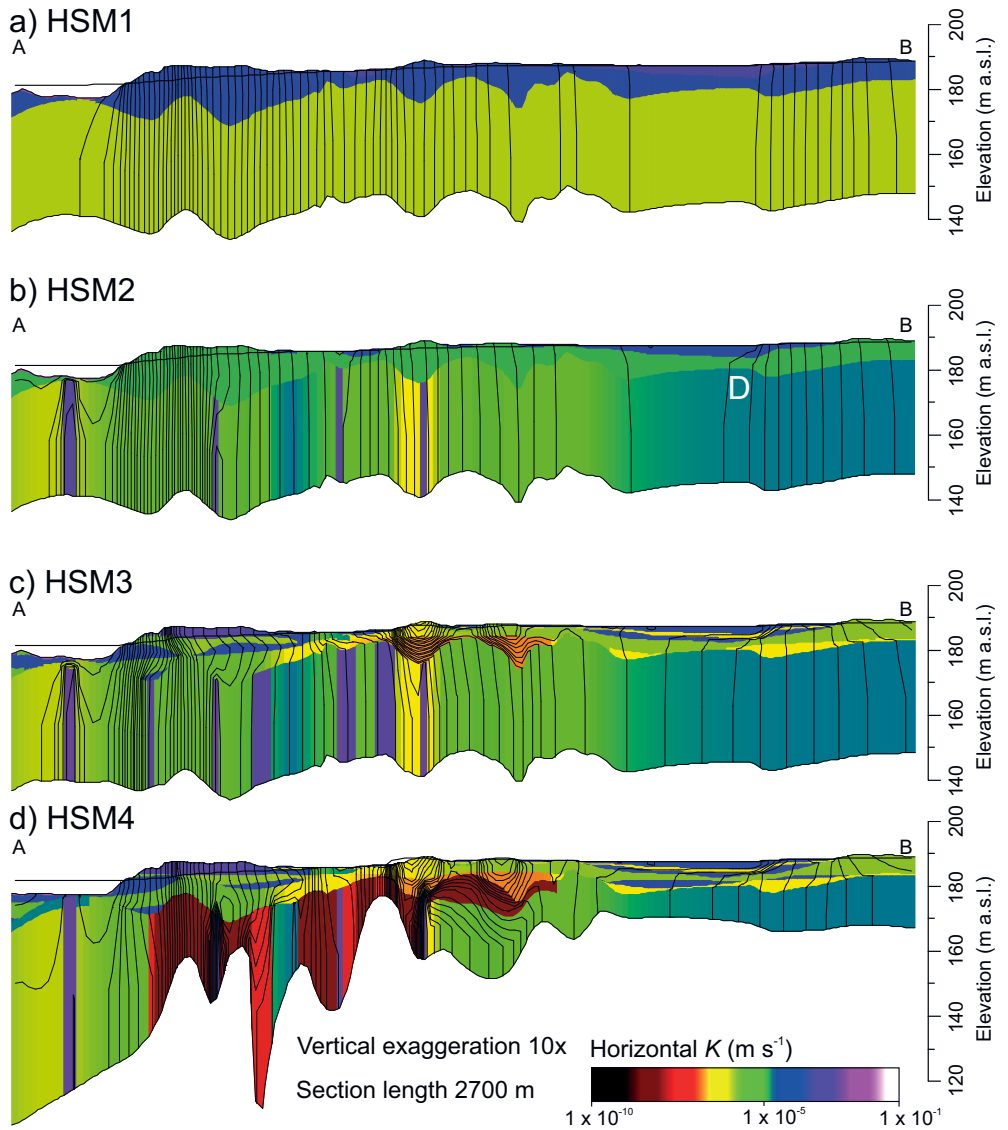 a) HSM1
A
B
200
180
160
140
Elevation (m a.s.l.)
b) HSM2
A
B
D
200
180
160
140
Elevation (m a.s.l.)
c) HSM3
A
B
200
180
160
140
Elevation (m a.s.l.)
d) HSM4
A
B
200
180
160
140
120
Elevation (m a.s.l.)
Vertical exaggeration 10x
Section length 2700 m
Horizontal K (m s⁻¹)
1 x 10⁻¹⁰
1 x 10⁻⁵
1 x 10⁻¹